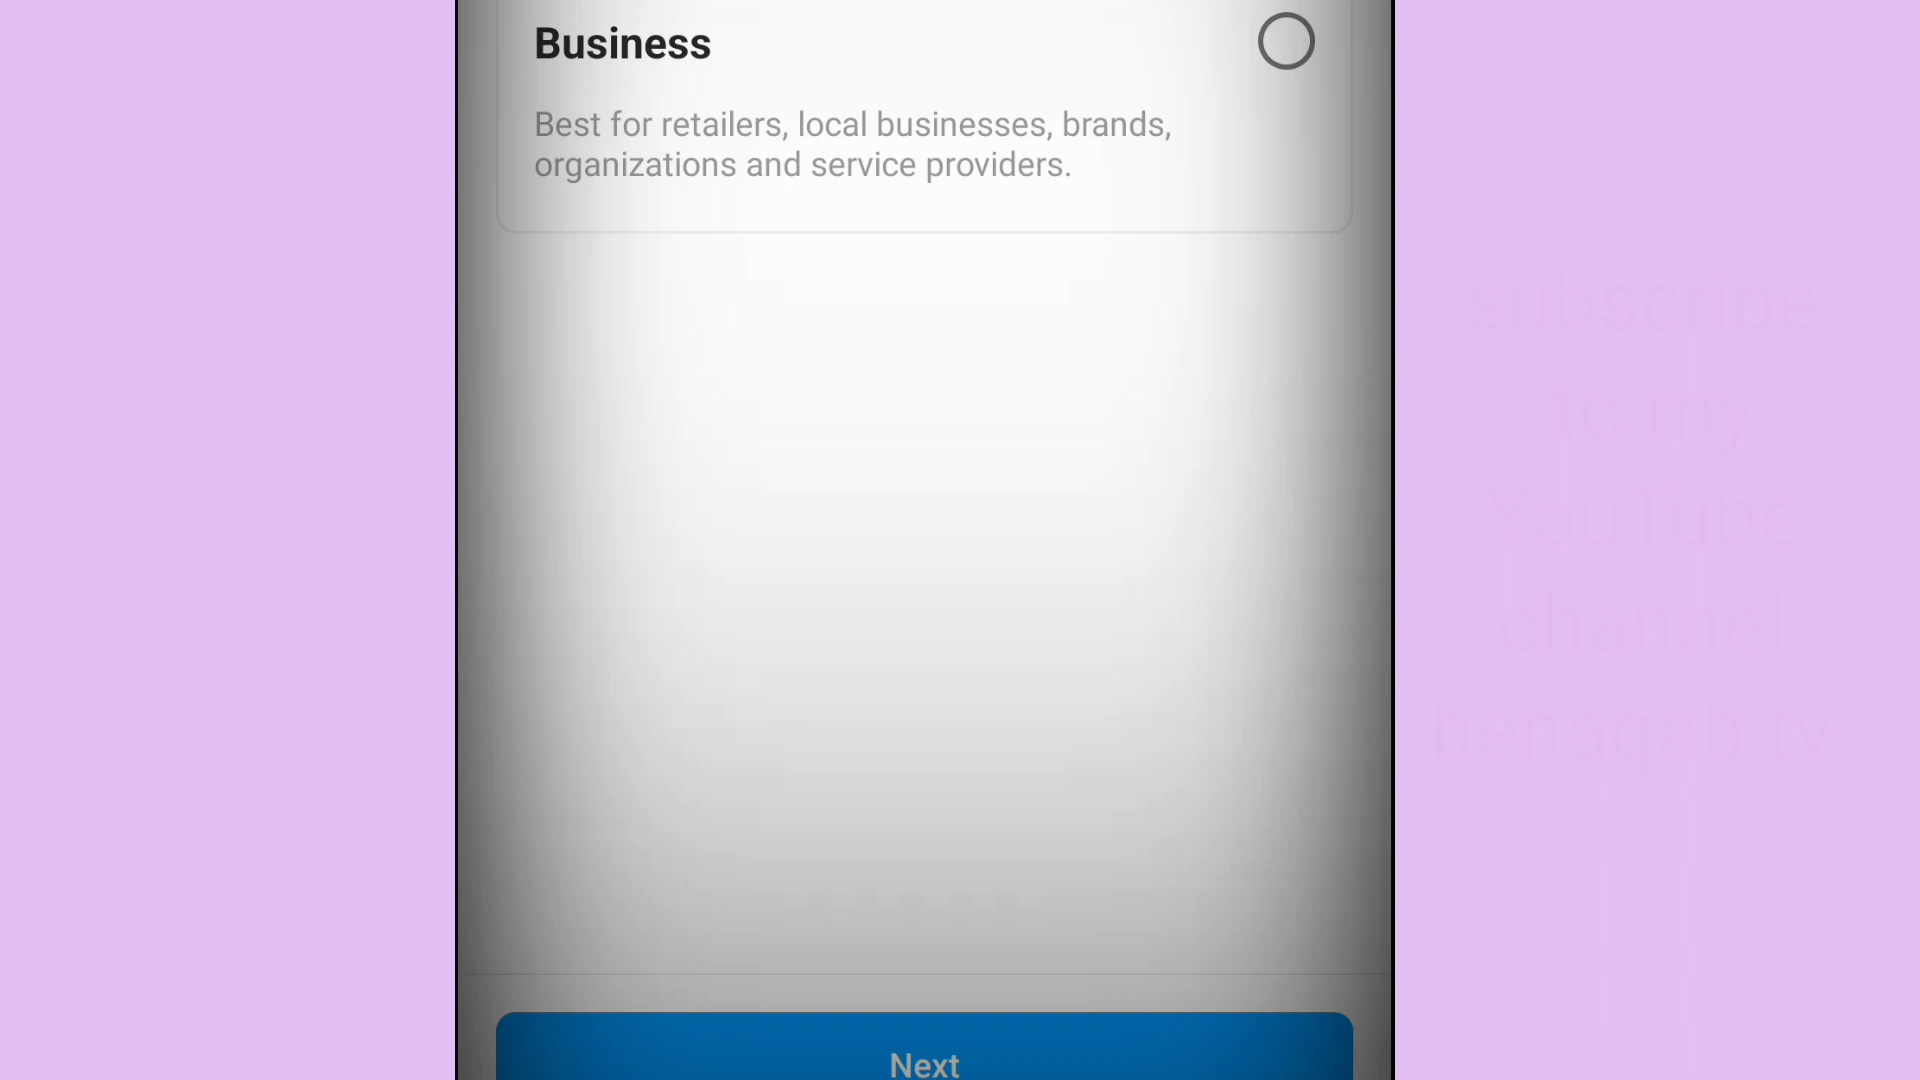 Business
Best for retailers, local businesses, brands,
organizations and service providers.
Next
subscribe
to my
YouTube
channel
benaqab tv